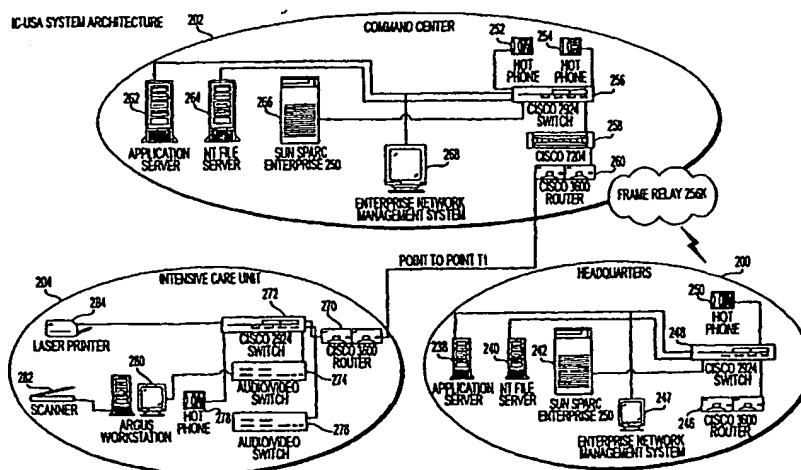 IC-USA SYSTEM ARCHITECTURE
202
COMMAND CENTER
252
254
HOT PHONE
HOT PHONE
262
264
266
256
CISCO 2924 SWITCH
258
CISCO 7204
260
CISCO 3600 ROUTER
APPLICATION SERVER
NT FILE SERVER
SUN SPARC ENTERPRISE 250
268
ENTERPRISE NETWORK MANAGEMENT SYSTEM
FRAME RELAY 256K
POINT TO POINT T1
204
INTENSIVE CARE UNIT
284
LASER PRINTER
272
CISCO 2924 SWITCH
270
CISCO 3600 ROUTER
282
SCANNER
280
ARGUS WORKSTATION
278
HOT PHONE
274
AUDIO/VIDEO SWITCH
276
AUDIO/VIDEO SWITCH
HEADQUARTERS
200
250
HOT PHONE
248
CISCO 2924 SWITCH
238
APPLICATION SERVER
240
NT FILE SERVER
242
SUN SPARC ENTERPRISE 250
247
ENTERPRISE NETWORK MANAGEMENT SYSTEM
246
CISCO 3600 ROUTER